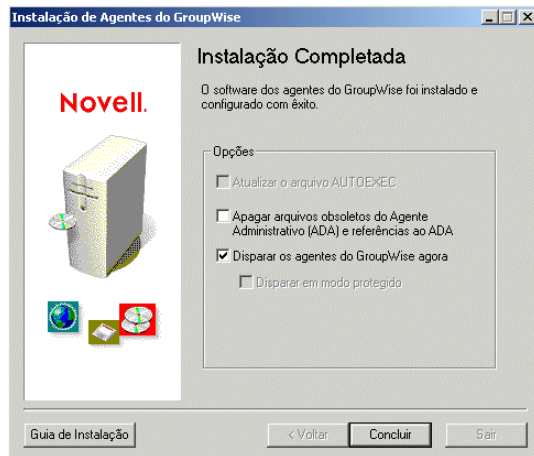 Instalação de Agentes do GroupWise
Novell.
Instalação Completada
O software dos agentes do GroupWise foi instalado e
configurado com êxito.
Opções
Atualizar o arquivo AUTOEXEC
Apagar arquivos obsoletos do Agente
Administrativo (ADA) e referências ao ADA
Disparar os agentes do GroupWise agora
Disparar em modo protegido
Guia de Instalação
< Voltar
Concluir
Sair